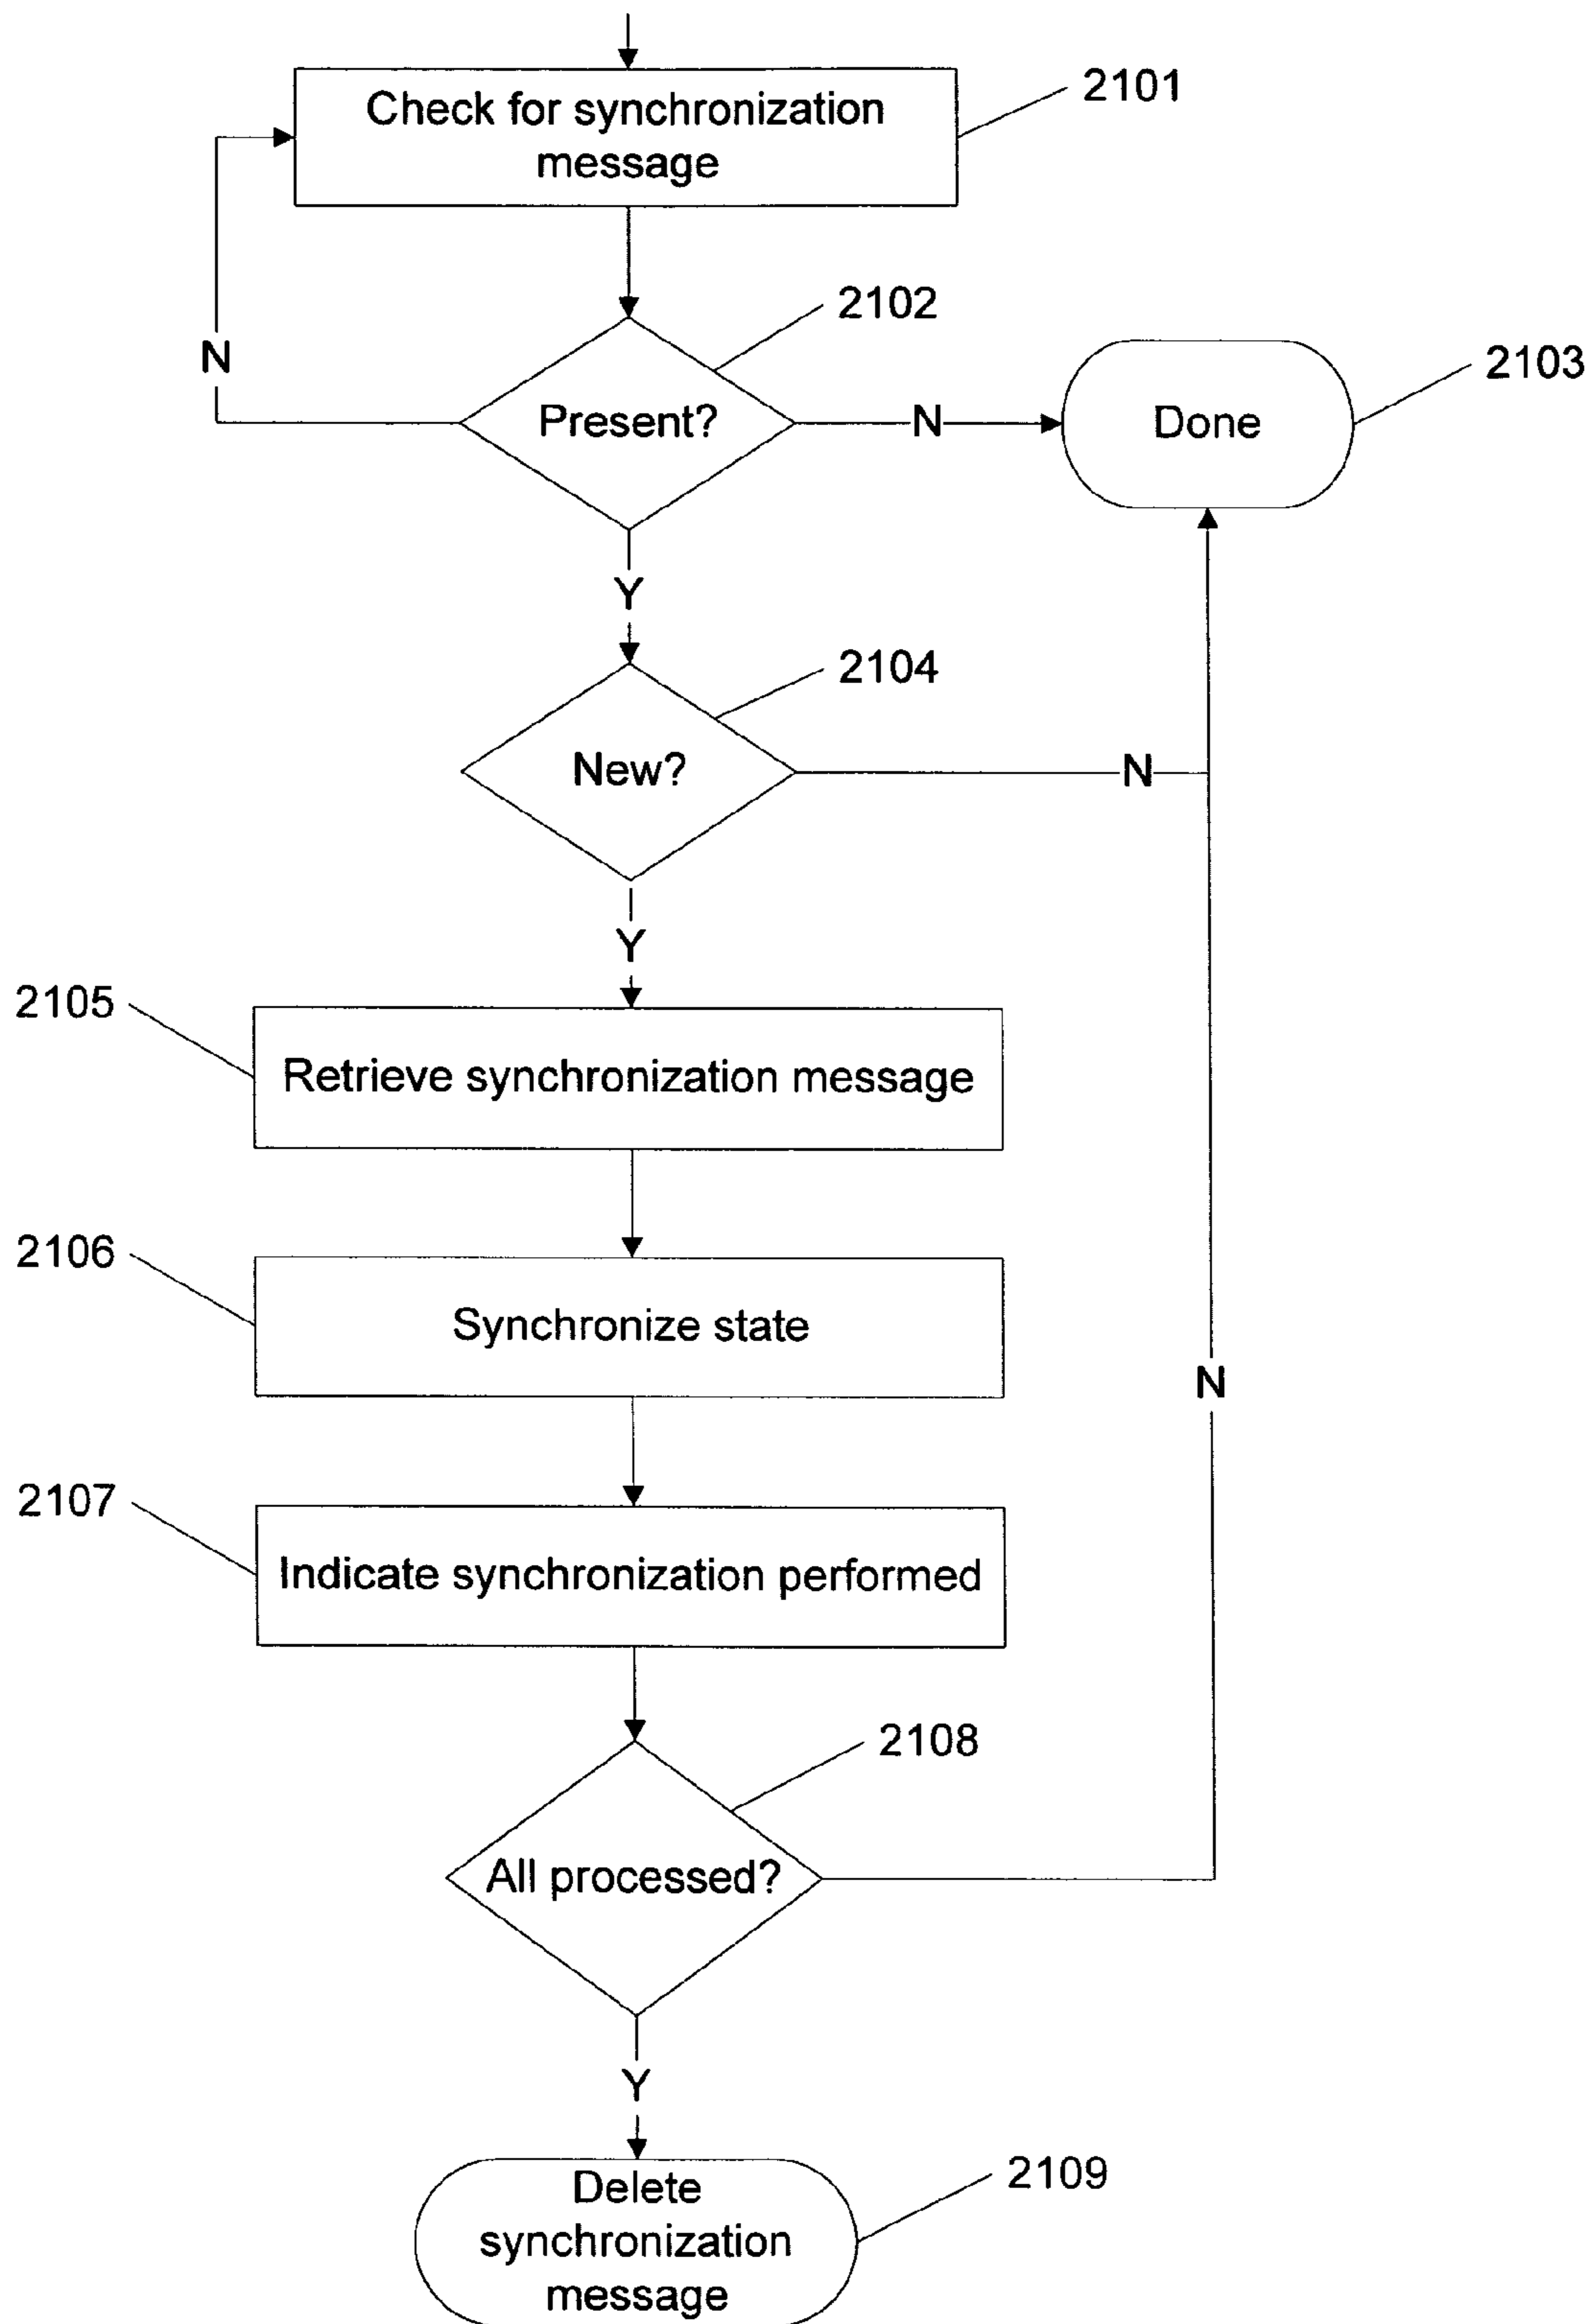 Check for synchronization
message
2101
2102
N
Present?
N
Done
2103
Y
2104
New?
N
Y
2105
Retrieve synchronization message
2106
Synchronize state
N
2107
Indicate synchronization performed
2108
All processed?
Y
2109
Delete
synchronization
message